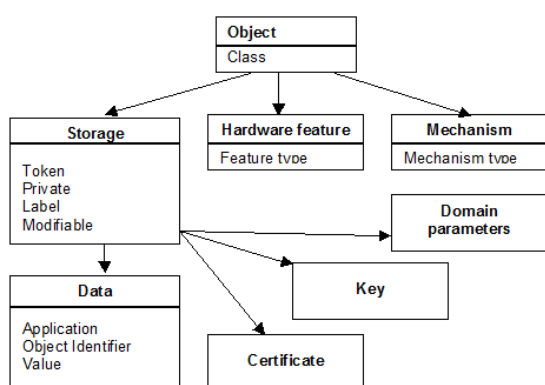 Object
Class
Storage
Token
Private
Label
Modifiable
Hardware feature
Feature type
Mechanism
Mechanism type
Domain
parameters
Data
Application
Object Identifier
Value
Key
Certificate